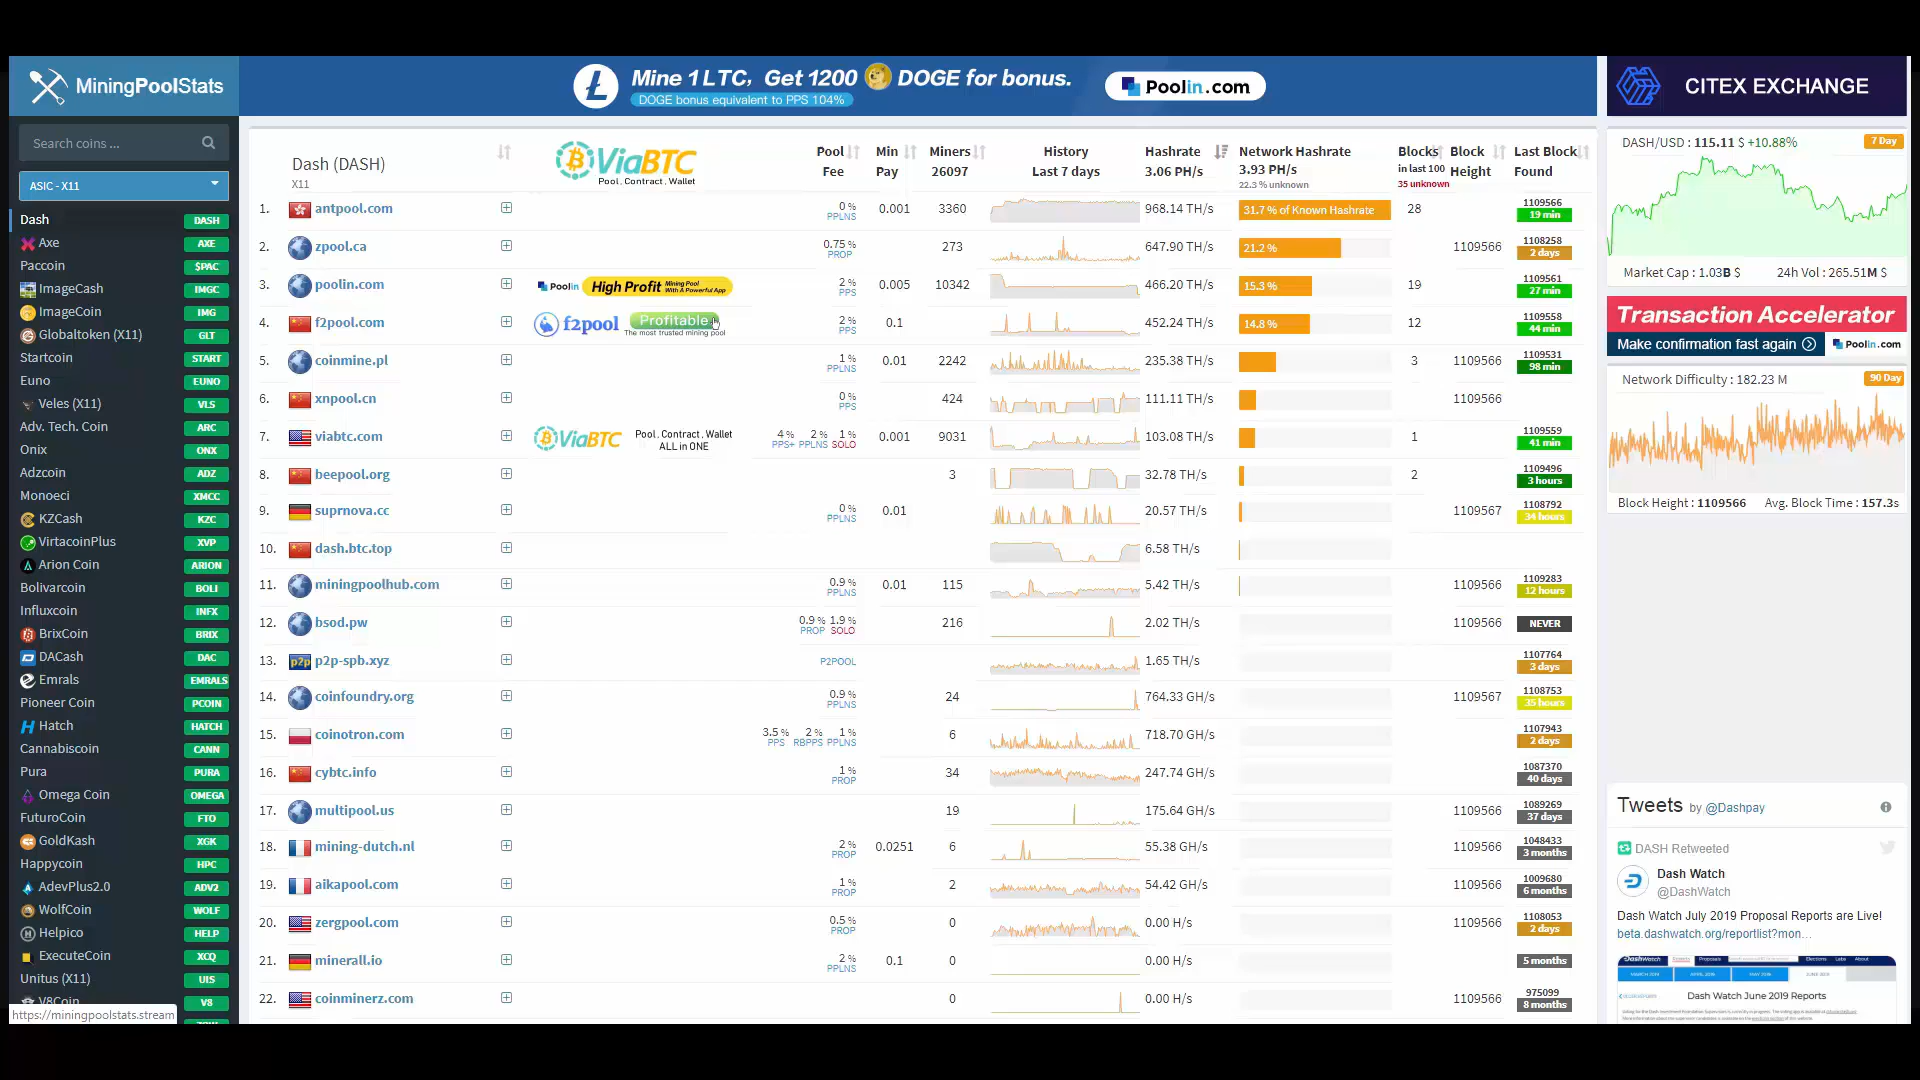 MiningPoolStats
Mine 1 LTC, Get 1200 DOGE for bonus.
DOGE bonus equivalent to PPS 104%
Poolin.com
CITEX EXCHANGE
Search coins ...
ASIC - X11
Dash DASH
Axe AXE
Paccoin $PAC
ImageCash IMGC
ImageCoin IMG
Globaltoken (X11) GLT
Startcoin START
Euno EUNO
Veles (X11) VLS
Adv. Tech. Coin ARC
Onix ONX
Adzcoin ADZ
Monoeci XMCC
KZCash KZC
VirtacoinPlus XVP
Arion Coin ARION
Bolivarcoin BOLI
Influxcoin INFX
BrixCoin BRIX
DACash DAC
Emrals EMRALS
Pioneer Coin PCOIN
Hatch HATCH
Cannabiscoin CANN
Pura PURA
Omega Coin OMEGA
FuturoCoin FTO
GoldKash XGK
Happycoin HPC
AdevPlus2.0 ADV2
WolfCoin WOLF
Helpico HELP
ExecuteCoin XCQ
Unitus (X11) UIS
V8Coin V8
https://miningpoolstats.stream
Dash (DASH)
X11
ViaBTC
Pool , Contract , Wallet
Pool Fee
Min Pay
Miners 26097
History Last 7 days
Hashrate 3.06 PH/s
Network Hashrate 3.93 PH/s
22.3 % unknown
Blocks in last 100
35 unknown
Block Height
Last Block Found
1. antpool.com 0 % PPLNS 0.001 3360 968.14 TH/s 31.7 % of Known Hashrate 28 1109566 19 min
2. zpool.ca 0.75 % PROP 273 647.90 TH/s 21.2 % 1109566 1108258 2 days
3. poolin.com Poolin High Profit Mining Pool With A Powerful App 2 % PPS 0.005 10342 466.20 TH/s 15.3 % 19 1109561 27 min
4. f2pool.com f2pool Profitable The most trusted mining pool 2 % PPS 0.1 452.24 TH/s 14.8 % 12 1109558 44 min
5. coinmine.pl 1 % PPLNS 0.01 2242 235.38 TH/s 3 1109566 1109531 98 min
6. xnpool.cn 0 % PPS 424 111.11 TH/s 1109566
7. viabtc.com ViaBTC Pool , Contract , Wallet ALL in ONE 4 % PPS+ 2 % PPLNS 1 % SOLO 0.001 9031 103.08 TH/s 1 1109559 41 min
8. beepool.org 3 32.78 TH/s 2 1109496 3 hours
9. suprnova.cc 0 % PPLNS 0.01 20.57 TH/s 1109567 1108792 34 hours
10. dash.btc.top 6.58 TH/s
11. miningpoolhub.com 0.9 % PPLNS 0.01 115 5.42 TH/s 1109566 1109283 12 hours
12. bsod.pw 0.9 % PROP 1.9 % SOLO 216 2.02 TH/s 1109566 NEVER
13. p2p p2p-spb.xyz P2POOL 1.65 TH/s 1107764 3 days
14. coinfoundry.org 0.9 % PPLNS 24 764.33 GH/s 1109567 1108753 35 hours
15. coinotron.com 3.5 % PPS 2 % RBPPS 1 % PPLNS 6 718.70 GH/s 1107943 2 days
16. cybtc.info 1 % PROP 34 247.74 GH/s 1087370 40 days
17. multipool.us 19 175.64 GH/s 1109566 1089269 37 days
18. mining-dutch.nl 2 % PROP 0.0251 6 55.38 GH/s 1109566 1048433 3 months
19. aikapool.com 1 % PROP 2 54.42 GH/s 1109566 1009680 6 months
20. zergpool.com 0.5 % PROP 0 0.00 H/s 1109566 1108053 2 days
21. minerall.io 2 % PPLNS 0.1 0.00 H/s 5 months
22. coinminerz.com 0 0.00 H/s 1109566 975099 8 months
DASH/USD : 115.11 $ +10.88% 7 Day
Market Cap : 1.03B $ 24h Vol : 265.51M $
Transaction Accelerator
Make confirmation fast again Poolin.com
Network Difficulty : 182.23 M 90 Day
Block Height : 1109566 Avg. Block Time : 157.3s
Tweets by @Dashpay
DASH Retweeted
Dash Watch
@DashWatch
Dash Watch July 2019 Proposal Reports are Live!
beta.dashwatch.org/reportlist?mon...
DashWatch Proposals Elections Labs About
MARCH 2019 APRIL 2019 MAY 2019 JUNE 2019
Dash Watch June 2019 Reports